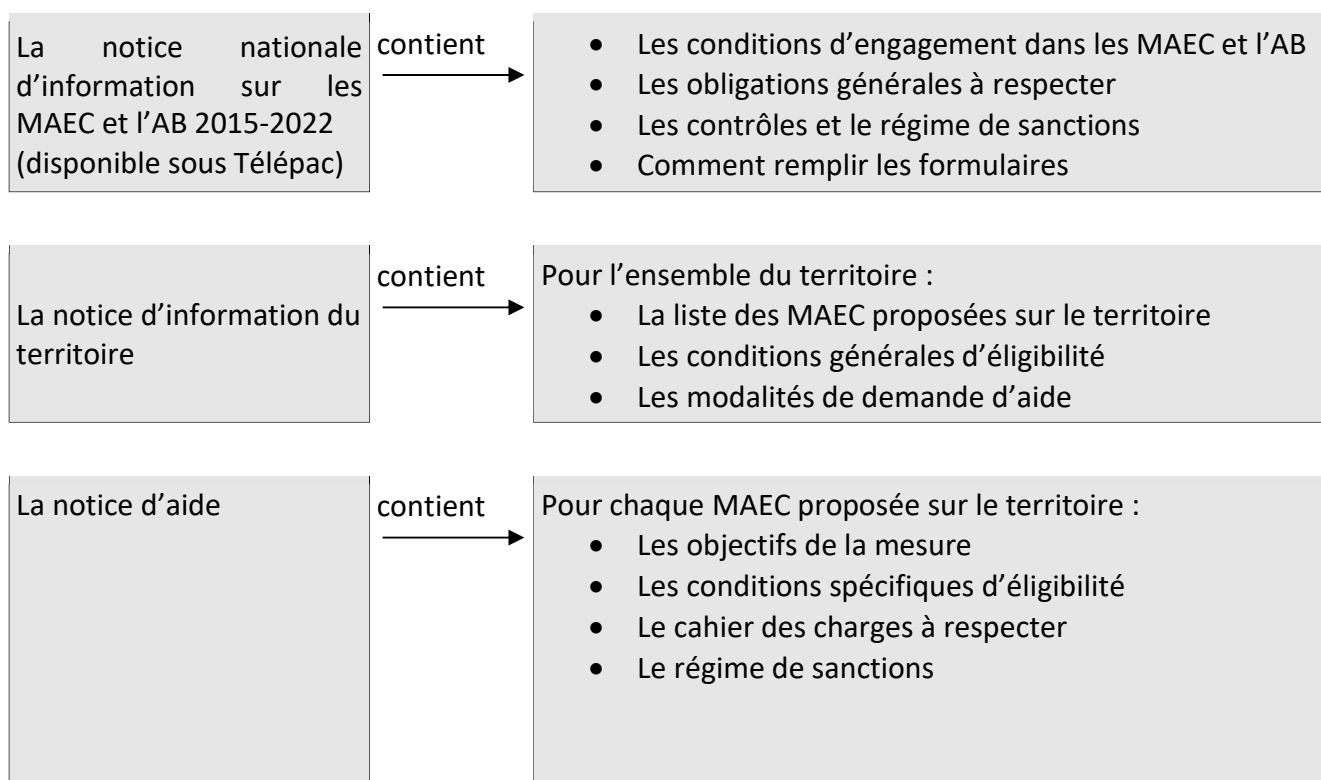 La notice nationale
d’information sur les
MAEC et l’AB 2015-2022
(disponible sous Télépac)
contient
• Les conditions d’engagement dans les MAEC et l’AB
• Les obligations générales à respecter
• Les contrôles et le régime de sanctions
• Comment remplir les formulaires
La notice d’information du
territoire
contient
Pour l’ensemble du territoire :
• La liste des MAEC proposées sur le territoire
• Les conditions générales d’éligibilité
• Les modalités de demande d’aide
La notice d’aide
contient
Pour chaque MAEC proposée sur le territoire :
• Les objectifs de la mesure
• Les conditions spécifiques d’éligibilité
• Le cahier des charges à respecter
• Le régime de sanctions